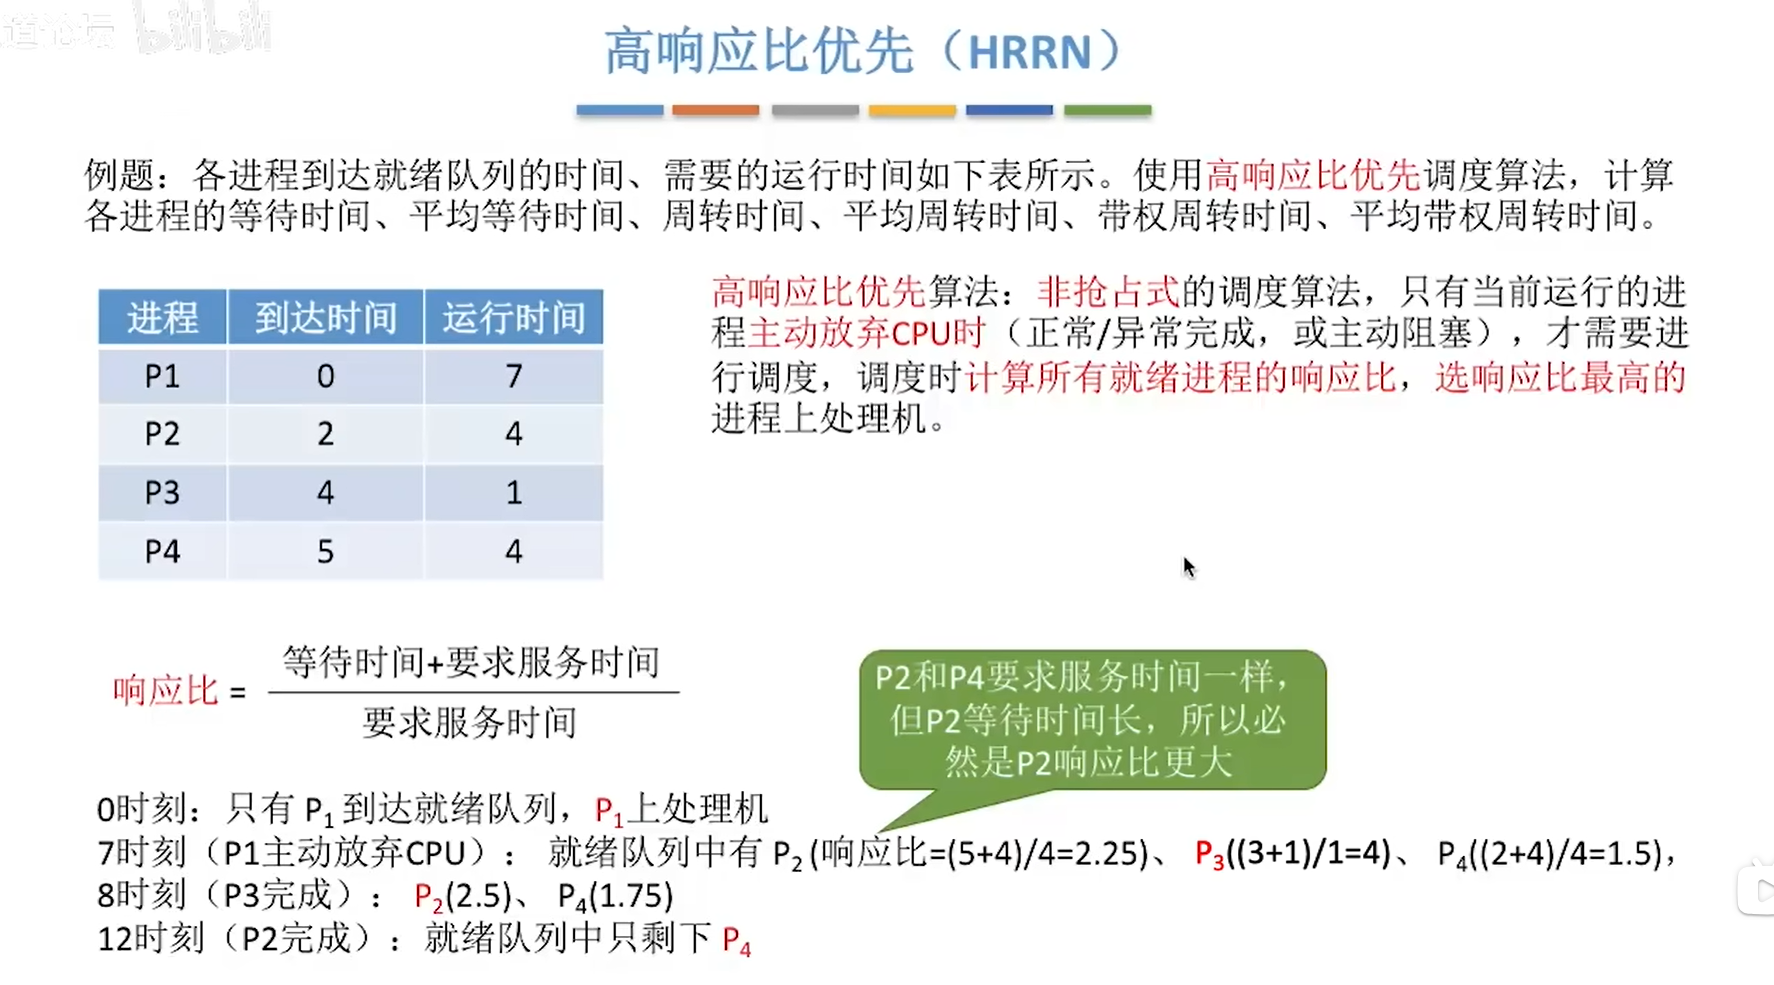 道论坛 bilibili
高响应比优先（HRRN）
例题：各进程到达就绪队列的时间、需要的运行时间如下表所示。使用高响应比优先调度算法，计算
各进程的等待时间、平均等待时间、周转时间、平均周转时间、带权周转时间、平均带权周转时间。
进程 到达时间 运行时间
P1 0 7
P2 2 4
P3 4 1
P4 5 4
高响应比优先算法：非抢占式的调度算法，只有当前运行的进
程主动放弃CPU时（正常/异常完成，或主动阻塞），才需要进
行调度，调度时计算所有就绪进程的响应比，选响应比最高的
进程上处理机。
响应比 = 等待时间+要求服务时间
要求服务时间
P2和P4要求服务时间一样，
但P2等待时间长，所以必
然是P2响应比更大
0时刻：只有 P1 到达就绪队列，P1上处理机
7时刻（P1主动放弃CPU）： 就绪队列中有 P2 (响应比=(5+4)/4=2.25)、 P3((3+1)/1=4)、 P4((2+4)/4=1.5)，
8时刻（P3完成）： P2(2.5)、 P4(1.75)
12时刻（P2完成）：就绪队列中只剩下 P4